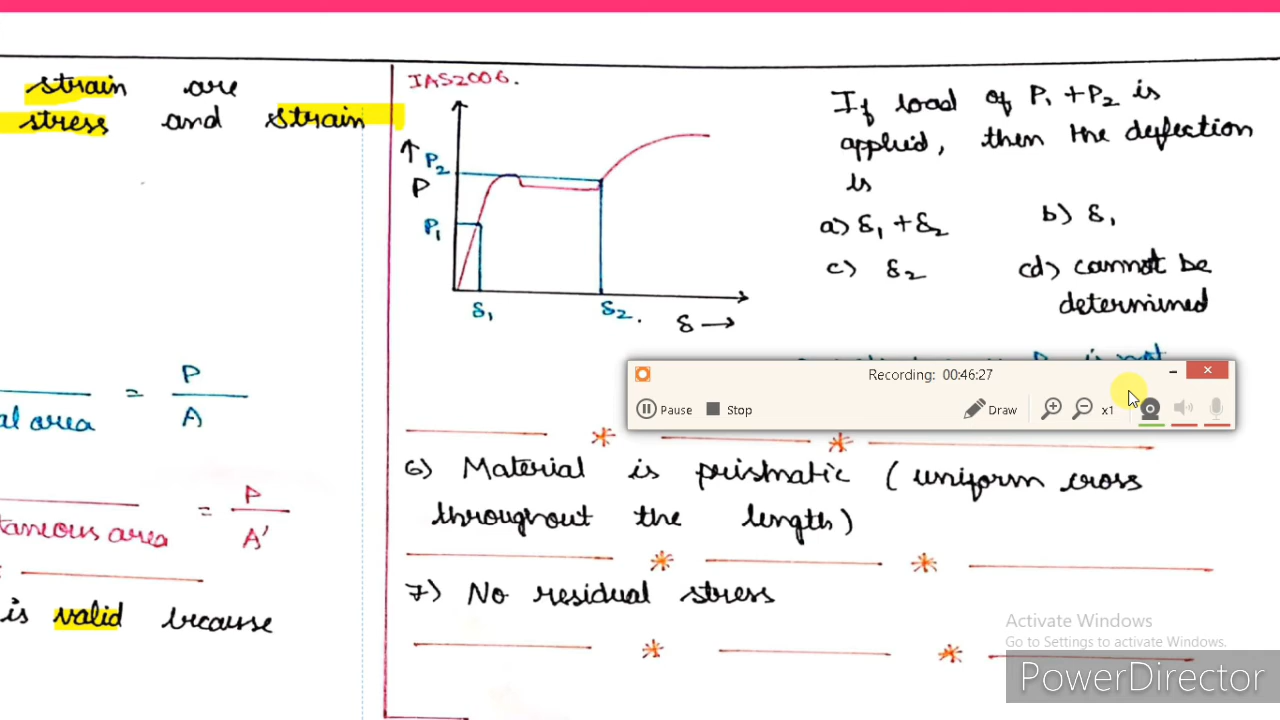 strain are
stress and strain
= P
al area A
= P
taneous area A'
is valid because
IAS2006.
P2
P
P1
δ1 δ2.
δ →
If load of P1 + P2 is
applied, then the deflection
is
a) δ1 + δ2 b) δ1
c) δ2 d) cannot be
determined
is not
Recording: 00:46:27
Pause Stop Draw x1
6) Material is prismatic (uniform cross
throughout the length)
7) No residual stress
Activate Windows
Go to Settings to activate Windows.
PowerDirector